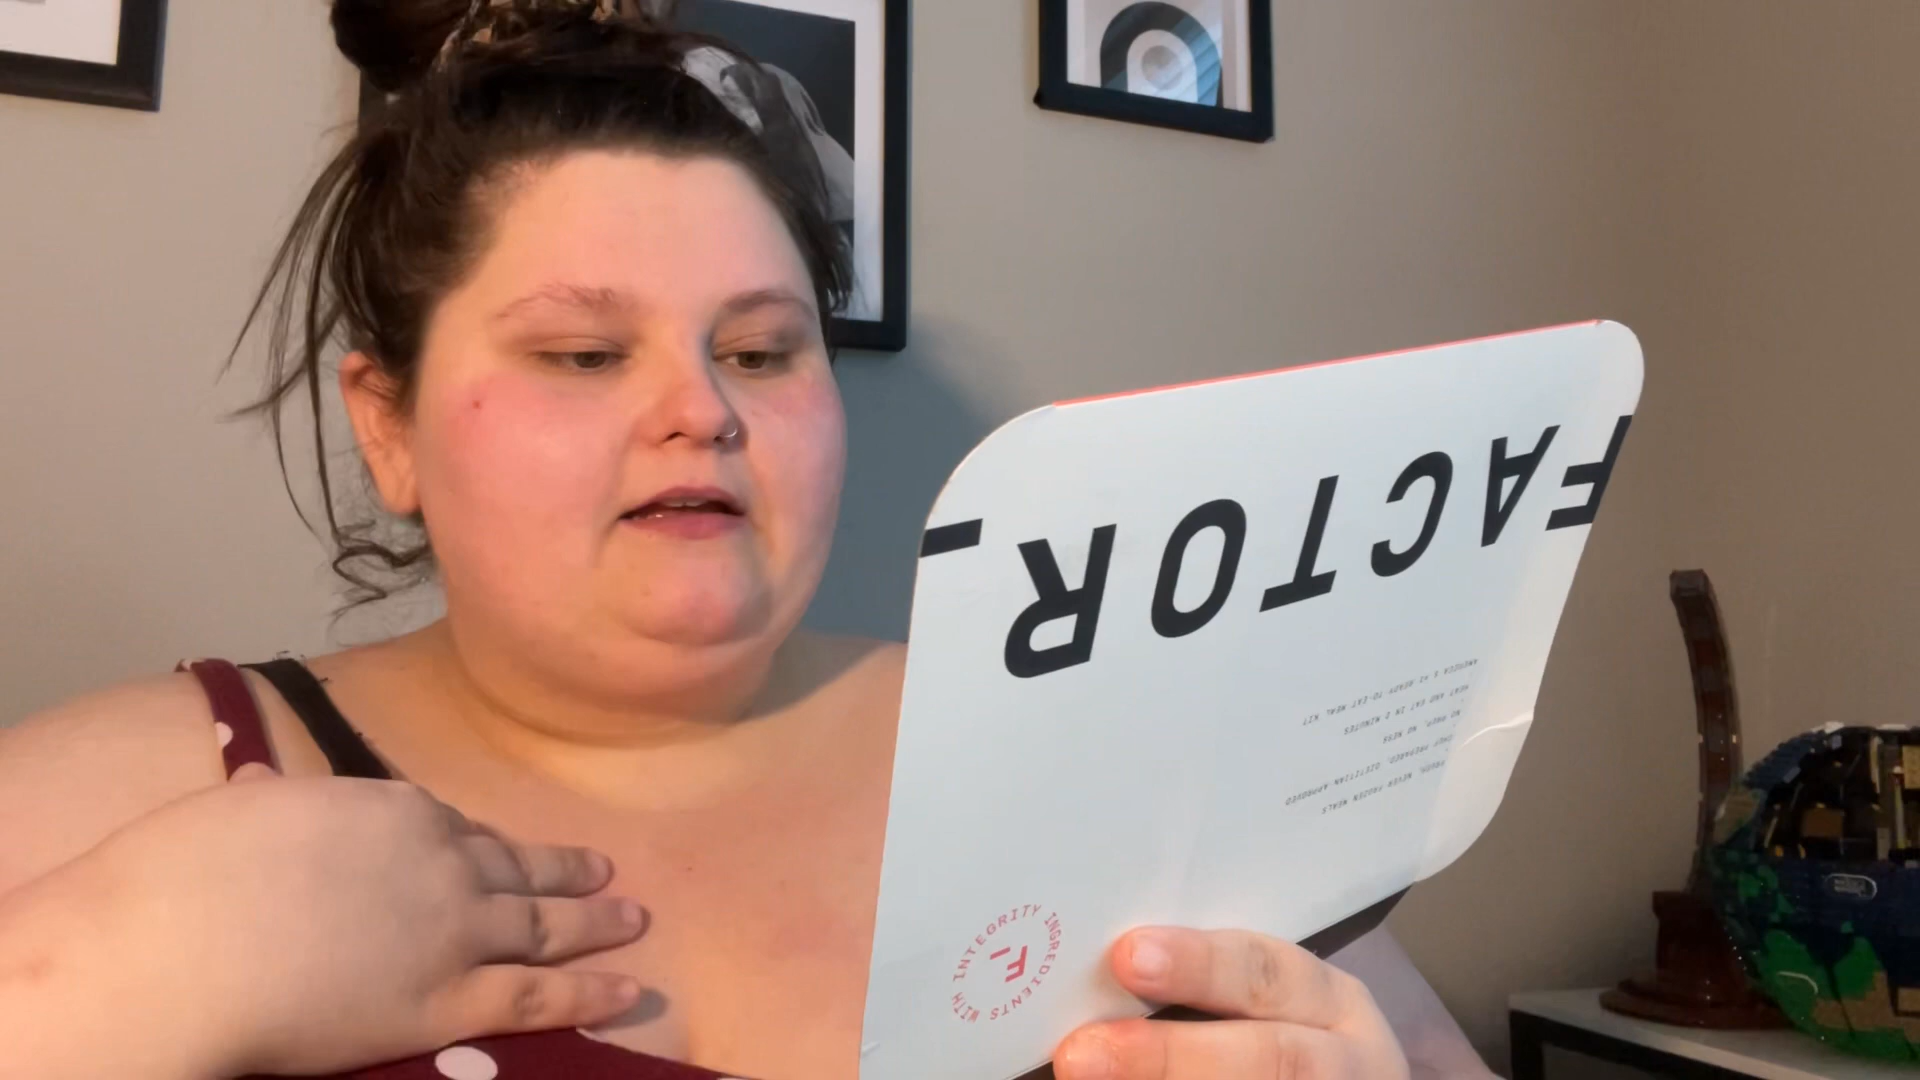 FACTOR_
AMERICA'S #1 READY-TO-EAT MEAL KIT
HEAT AND EAT IN 2 MINUTES
NO PREP, NO MESS
CHEF PREPARED, DIETITIAN APPROVED
FRESH, NEVER FROZEN MEALS
INGREDIENTS WITH INTEGRITY
F_